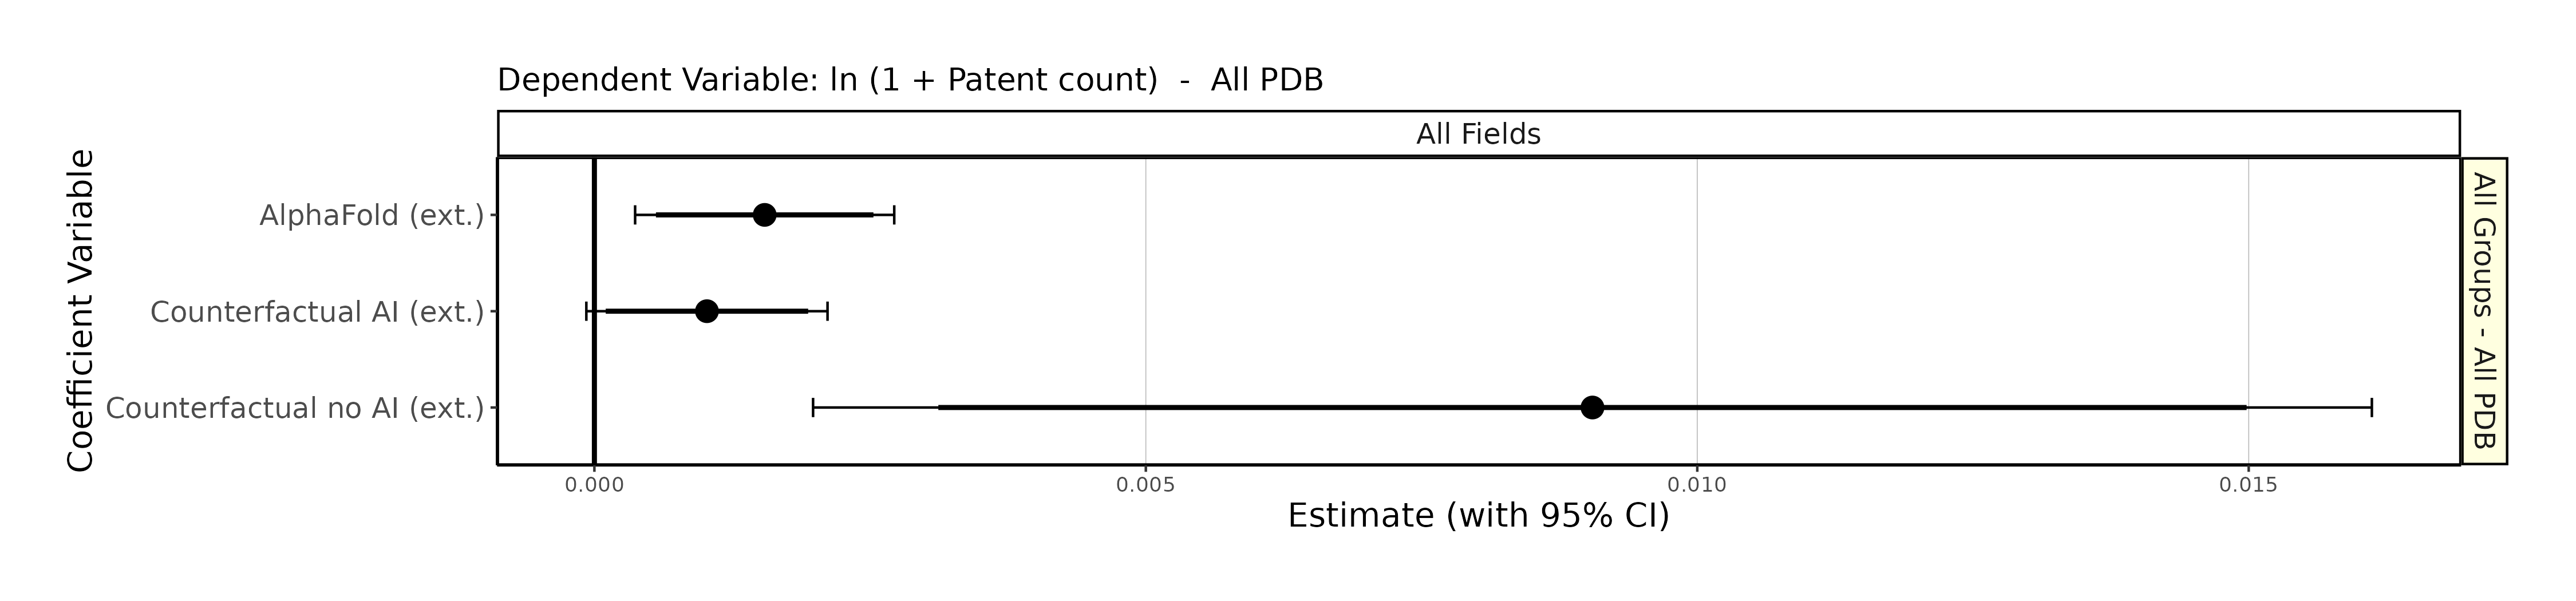 Dependent Variable: ln (1 + Patent count)  -  All PDB
All Fields
Coefficient Variable
AlphaFold (ext.)
Counterfactual AI (ext.)
Counterfactual no AI (ext.)
All Groups - All PDB
0.000 0.005 0.010 0.015
Estimate (with 95% CI)